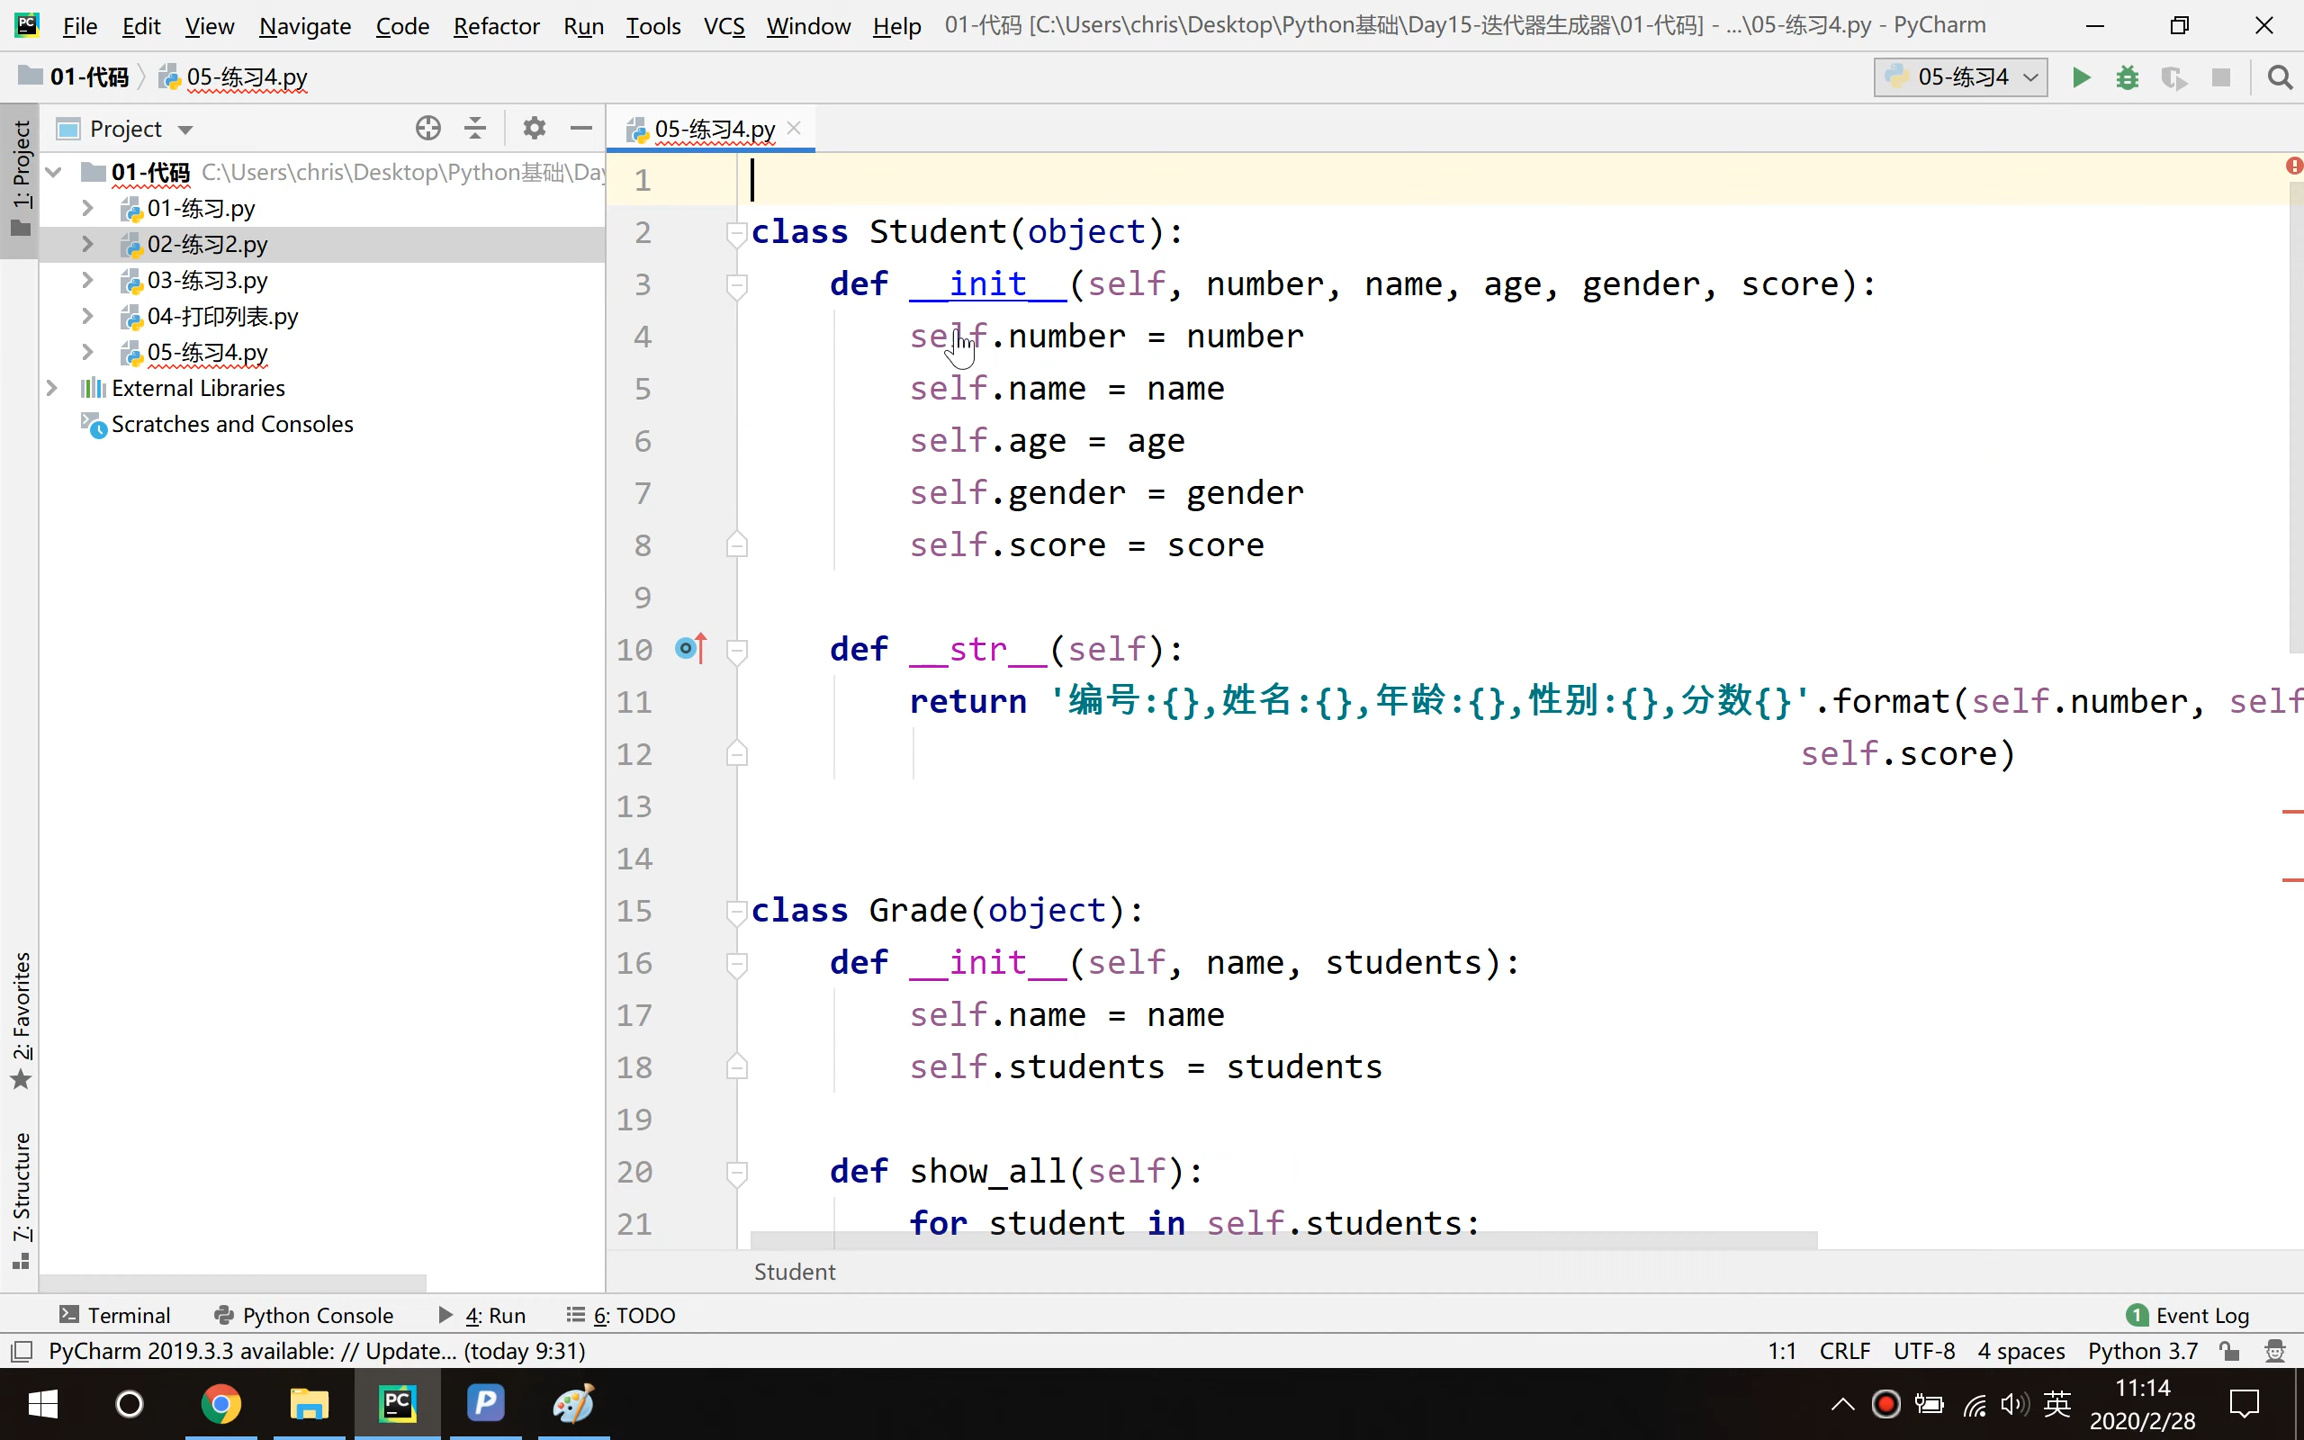 File Edit View Navigate Code Refactor Run Tools VCS Window Help 01-代码 [C:\Users\chris\Desktop\Python基础\Day15-迭代器生成器\01-代码] - ...\05-练习4.py - PyCharm
01-代码 05-练习4.py 05-练习4
1: Project
Project
05-练习4.py
01-代码 C:\Users\chris\Desktop\Python基础\Day
01-练习.py
02-练习2.py
03-练习3.py
04-打印列表.py
05-练习4.py
External Libraries
Scratches and Consoles
1
2 class Student(object):
3 def __init__(self, number, name, age, gender, score):
4 self.number = number
5 self.name = name
6 self.age = age
7 self.gender = gender
8 self.score = score
9
10 def __str__(self):
11 return '编号:{},姓名:{},年龄:{},性别:{},分数{}'.format(self.number, self
12 self.score)
13
14
15 class Grade(object):
16 def __init__(self, name, students):
17 self.name = name
18 self.students = students
19
20 def show_all(self):
21 for student in self.students:
Student
2: Favorites
7: Structure
Terminal Python Console 4: Run 6: TODO 1 Event Log
PyCharm 2019.3.3 available: // Update... (today 9:31) 1:1 CRLF UTF-8 4 spaces Python 3.7
英 11:14
2020/2/28